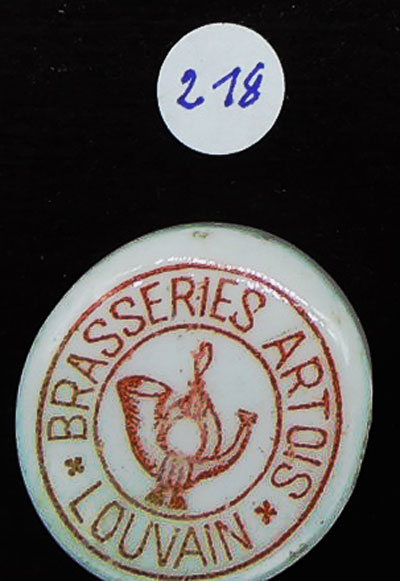 218
BRASSERIES ARTOIS
* LOUVAIN *